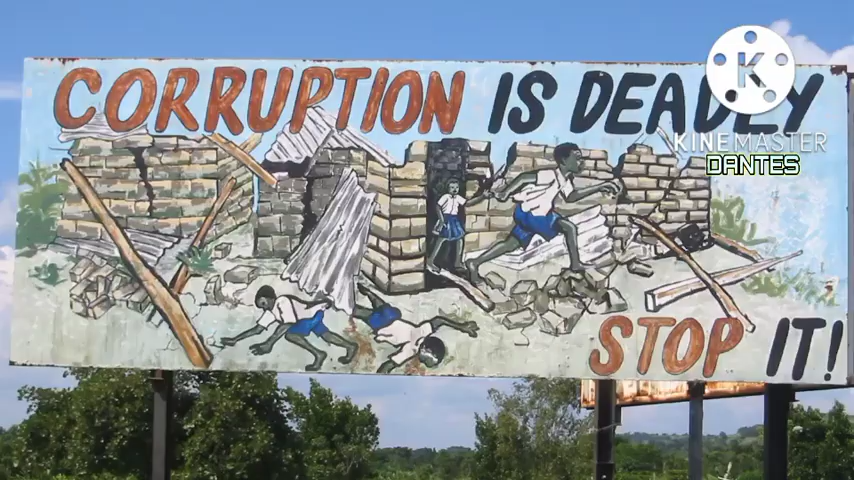 CORRUPTION IS DEADLY
K
KINEMASTER
DANTES
STOP IT!